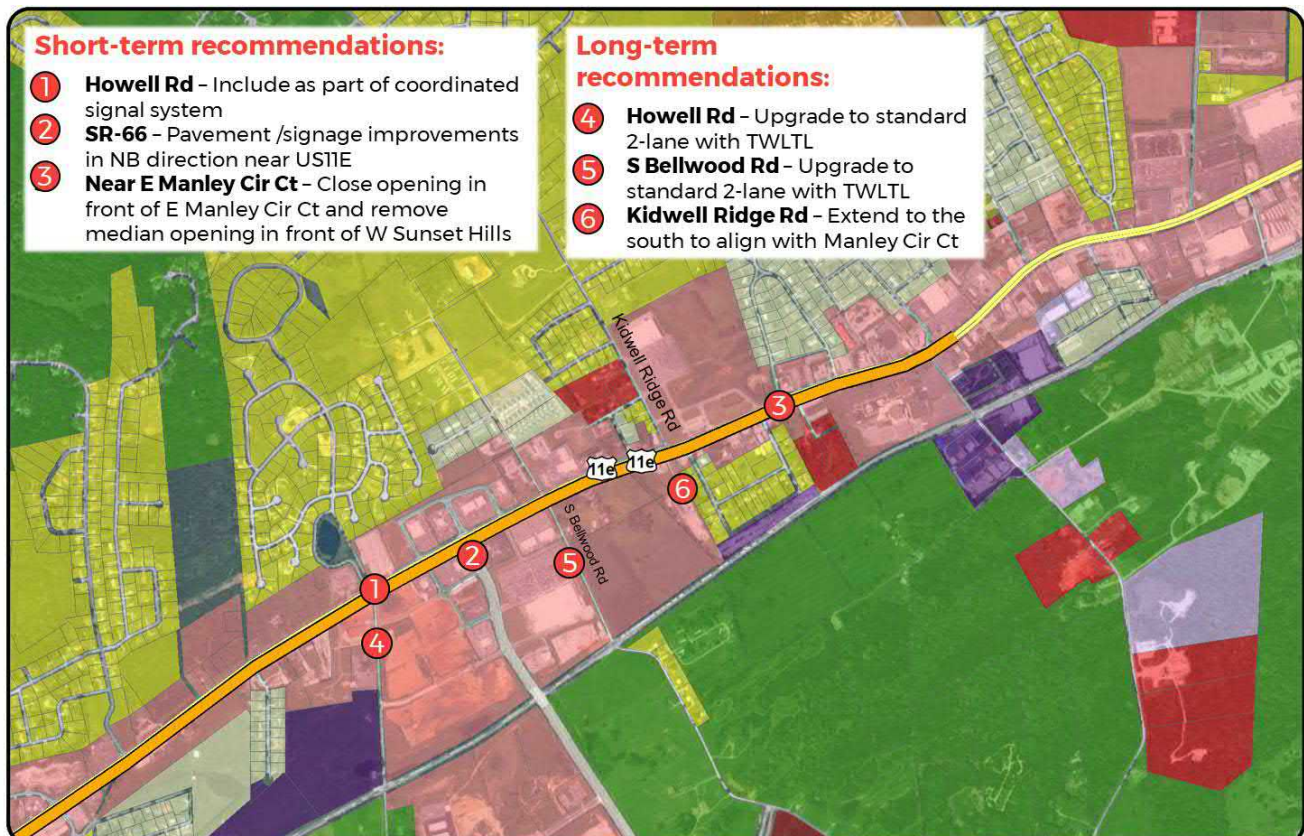 Short-term recommendations:
1 Howell Rd – Include as part of coordinated
signal system
2 SR-66 – Pavement /signage improvements
in NB direction near US11E
3 Near E Manley Cir Ct – Close opening in
front of E Manley Cir Ct and remove
median opening in front of W Sunset Hills
Long-term
recommendations:
4 Howell Rd – Upgrade to standard
2-lane with TWLTL
5 S Bellwood Rd – Upgrade to
standard 2-lane with TWLTL
6 Kidwell Ridge Rd – Extend to the
south to align with Manley Cir Ct
Kidwell Ridge Rd
3
11e
11e
6
S Bellwood Rd
2
5
1
4